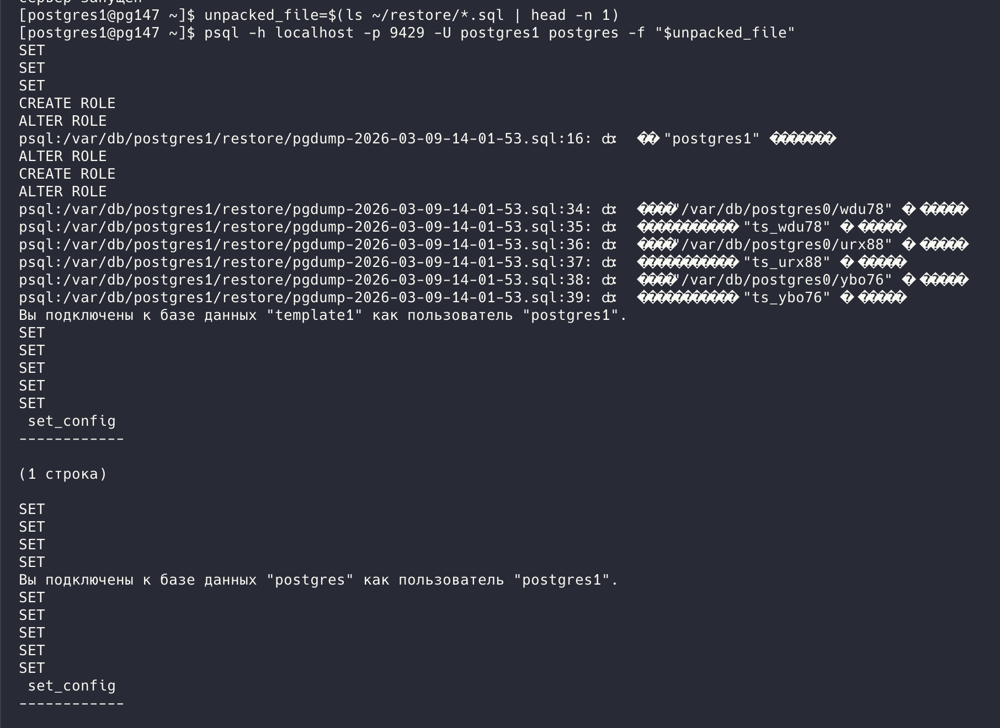 сервер запущен
[postgres1@pg147 ~]$ unpacked_file=$(ls ~/restore/*.sql | head -n 1)
[postgres1@pg147 ~]$ psql -h localhost -p 9429 -U postgres1 postgres -f "$unpacked_file"
SET
SET
SET
CREATE ROLE
ALTER ROLE
psql:/var/db/postgres1/restore/pgdump-2026-03-09-14-01-53.sql:16: "postgres1"
ALTER ROLE
CREATE ROLE
ALTER ROLE
psql:/var/db/postgres1/restore/pgdump-2026-03-09-14-01-53.sql:34: "/var/db/postgres0/wdu78"
psql:/var/db/postgres1/restore/pgdump-2026-03-09-14-01-53.sql:35: "ts_wdu78"
psql:/var/db/postgres1/restore/pgdump-2026-03-09-14-01-53.sql:36: "/var/db/postgres0/urx88"
psql:/var/db/postgres1/restore/pgdump-2026-03-09-14-01-53.sql:37: "ts_urx88"
psql:/var/db/postgres1/restore/pgdump-2026-03-09-14-01-53.sql:38: "/var/db/postgres0/ybo76"
psql:/var/db/postgres1/restore/pgdump-2026-03-09-14-01-53.sql:39: "ts_ybo76"
Вы подключены к базе данных "template1" как пользователь "postgres1".
SET
SET
SET
SET
SET
set_config
------------
(1 строка)
SET
SET
SET
SET
Вы подключены к базе данных "postgres" как пользователь "postgres1".
SET
SET
SET
SET
SET
set_config
------------